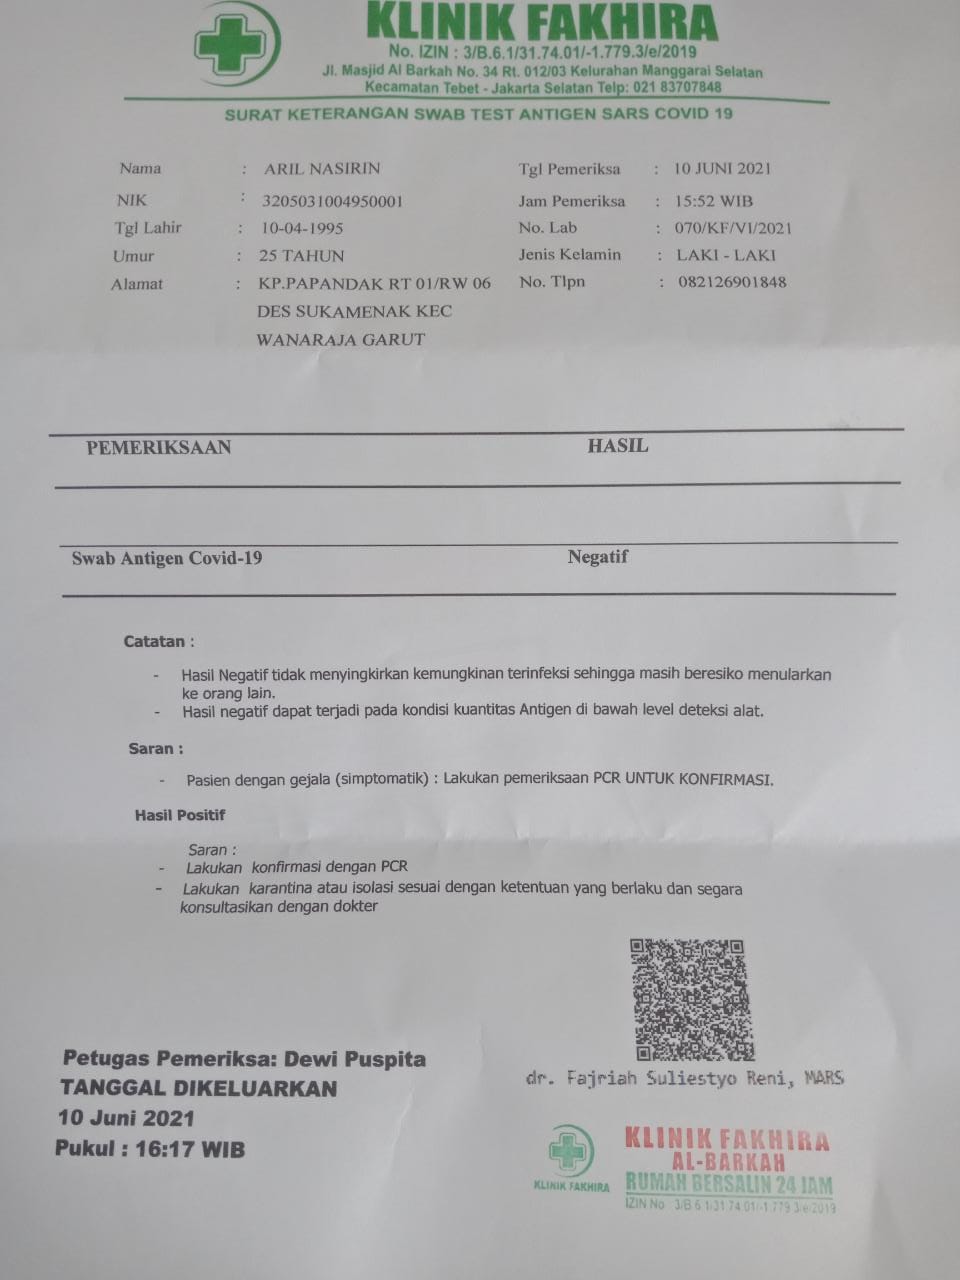 KLINIK FAKHIRA
No. IZIN : 3/B.6.1/31.74.01/-1.779.3/e/2019
Jl. Masjid Al Barkah No. 34 Rt. 012/03 Kelurahan Manggarai Selatan
Kecamatan Tebet - Jakarta Selatan Telp: 021 83707848
SURAT KETERANGAN SWAB TEST ANTIGEN SARS COVID 19
Nama : ARIL NASIRIN Tgl Pemeriksa : 10 JUNI 2021
NIK : 3205031004950001 Jam Pemeriksa : 15:52 WIB
Tgl Lahir : 10-04-1995 No. Lab : 070/KF/VI/2021
Umur : 25 TAHUN Jenis Kelamin : LAKI - LAKI
Alamat : KP.PAPANDAK RT 01/RW 06 No. Tlpn : 082126901848
DES SUKAMENAK KEC
WANARAJA GARUT
PEMERIKSAAN HASIL
Swab Antigen Covid-19 Negatif
Catatan :
- Hasil Negatif tidak menyingkirkan kemungkinan terinfeksi sehingga masih beresiko menularkan
ke orang lain.
- Hasil negatif dapat terjadi pada kondisi kuantitas Antigen di bawah level deteksi alat.
Saran :
- Pasien dengan gejala (simptomatik) : Lakukan pemeriksaan PCR UNTUK KONFIRMASI.
Hasil Positif
Saran :
- Lakukan konfirmasi dengan PCR
- Lakukan karantina atau isolasi sesuai dengan ketentuan yang berlaku dan segara
konsultasikan dengan dokter
Petugas Pemeriksa: Dewi Puspita
TANGGAL DIKELUARKAN
10 Juni 2021
Pukul : 16:17 WIB
dr. Fajriah Suliestyo Reni, MARS
KLINIK FAKHIRA
KLINIK FAKHIRA
AL-BARKAH
RUMAH BERSALIN 24 JAM
IZIN No : 3/B.6.1/31.74.01/-1.779.3/e/2019